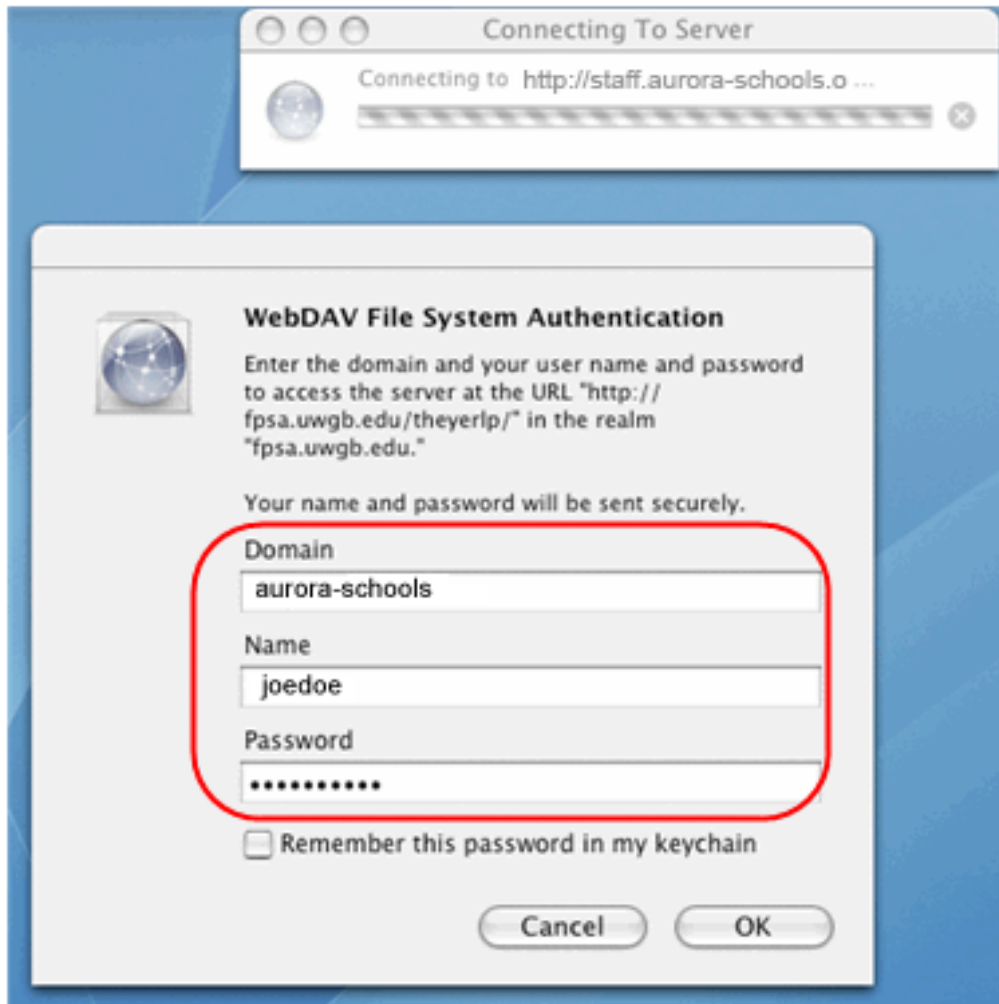 Connecting To Server
Connecting to http://staff.aurora-schools.o ...
WebDAV File System Authentication
Enter the domain and your user name and password
to access the server at the URL "http://
fpsa.uwgb.edu/theyerlp/" in the realm
"fpsa.uwgb.edu."
Your name and password will be sent securely.
Domain
aurora-schools
Name
joedoe
Password
••••••••••
Remember this password in my keychain
Cancel
OK